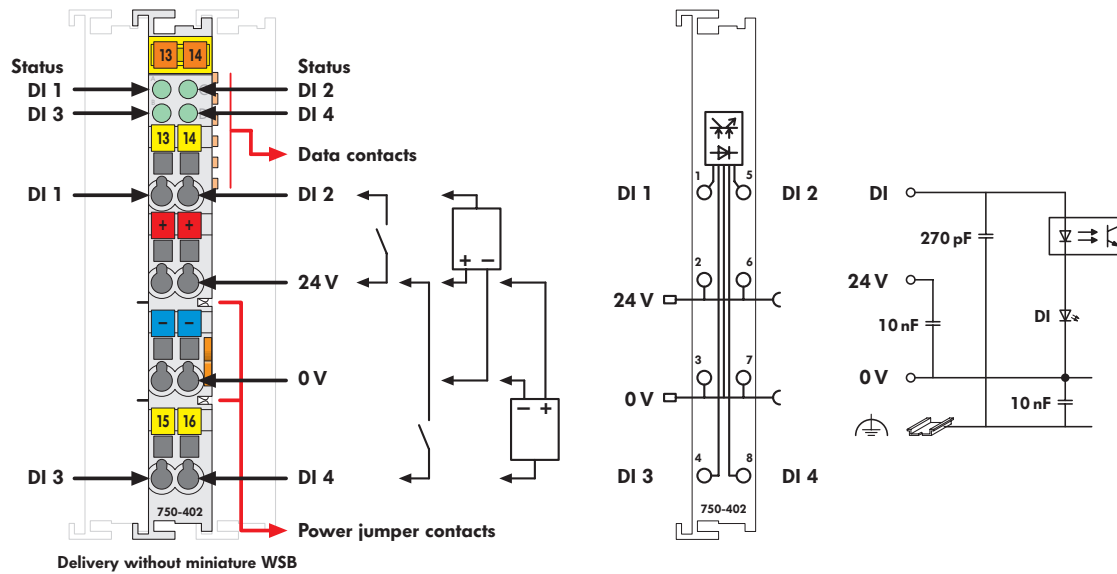 13 14
Status Status
DI 1 DI 2
DI 3 DI 4
13 14
Data contacts
DI 1 DI 2
+ +
+ −
24 V
− −
0 V
− +
15 16
DI 3 DI 4
750-402
Power jumper contacts
Delivery without miniature WSB
1 5
DI 1 DI 2
2 6
24 V
3 7
0 V
4 8
DI 3 DI 4
750-402
DI
270 pF
24 V
10 nF DI
0 V
10 nF